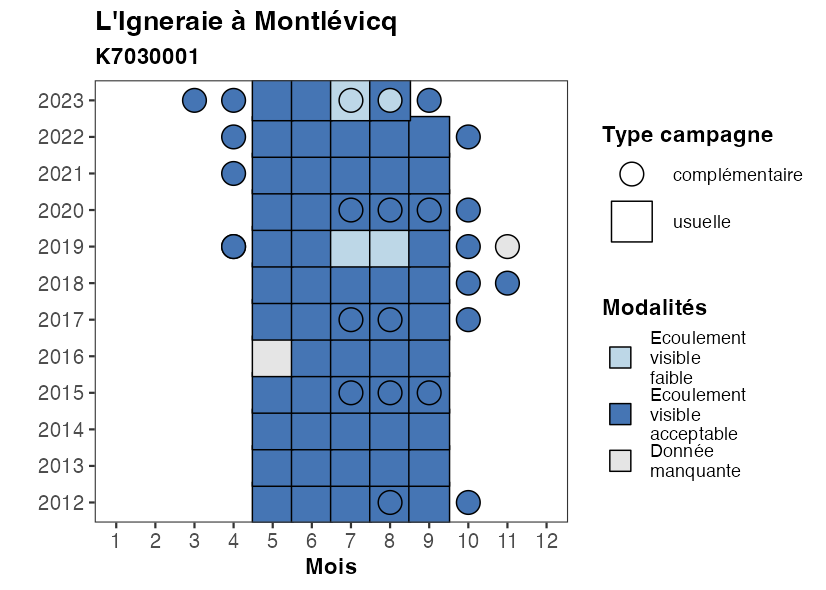 L'Igneraie à Montlévicq
K7030001
2023
2022
2021
2020
2019
2018
2017
2016
2015
2014
2013
2012
1 2 3 4 5 6 7 8 9 10 11 12
Mois
Type campagne
complémentaire
usuelle
Modalités
Ecoulement
visible
faible
Ecoulement
visible
acceptable
Donnée
manquante